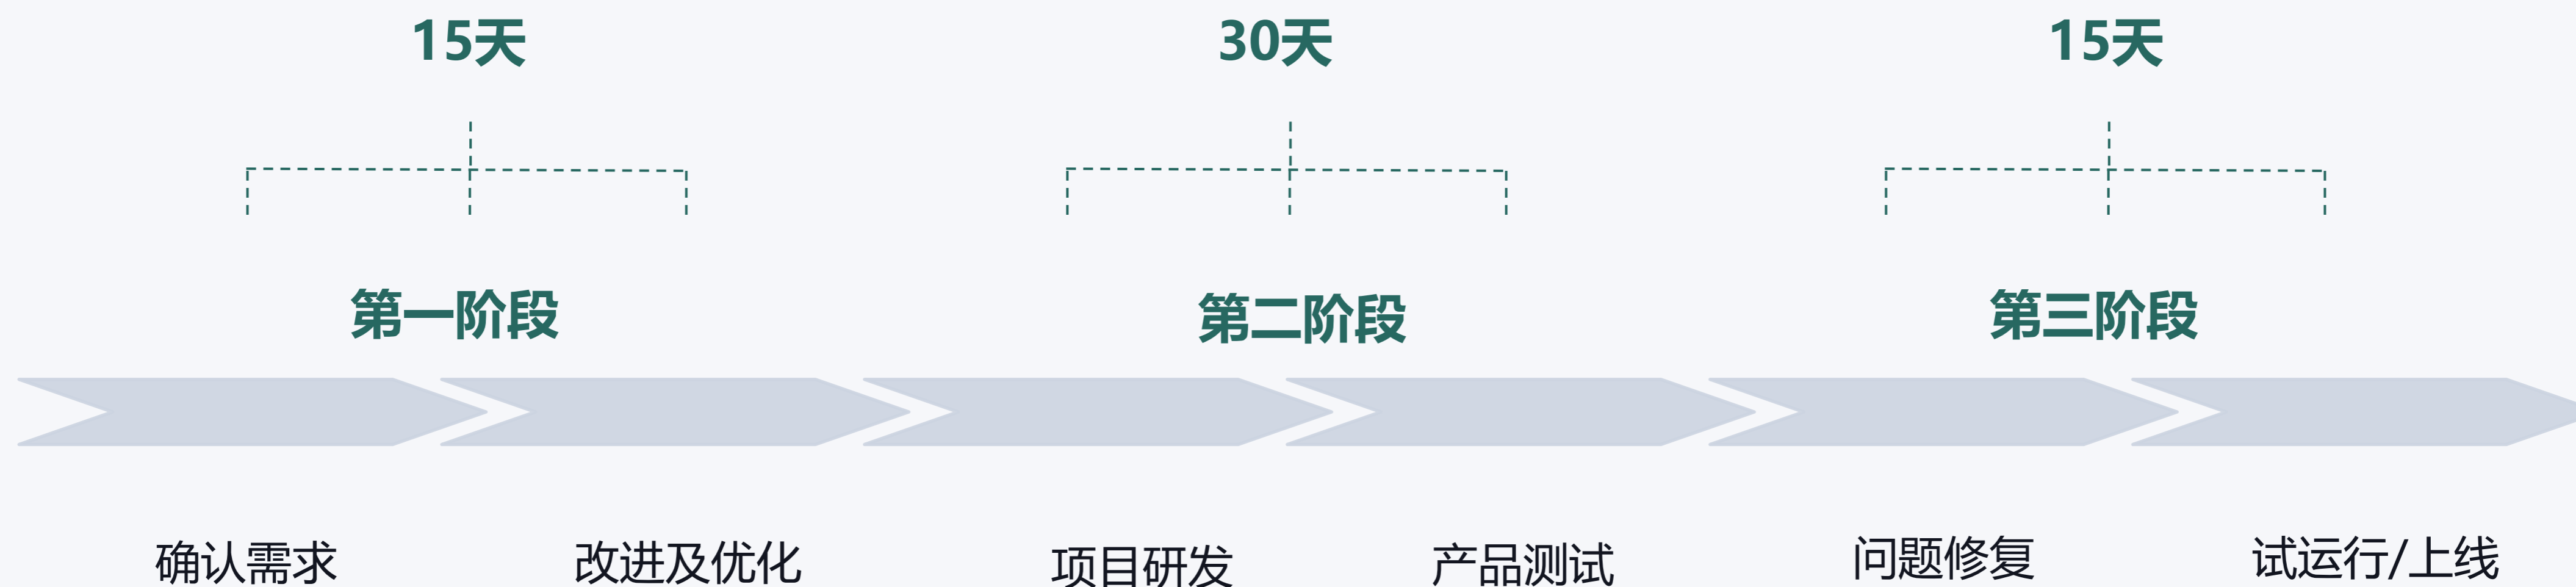 15天
30天
15天
第一阶段
第二阶段
第三阶段
确认需求
改进及优化
项目研发
产品测试
问题修复
试运行/上线